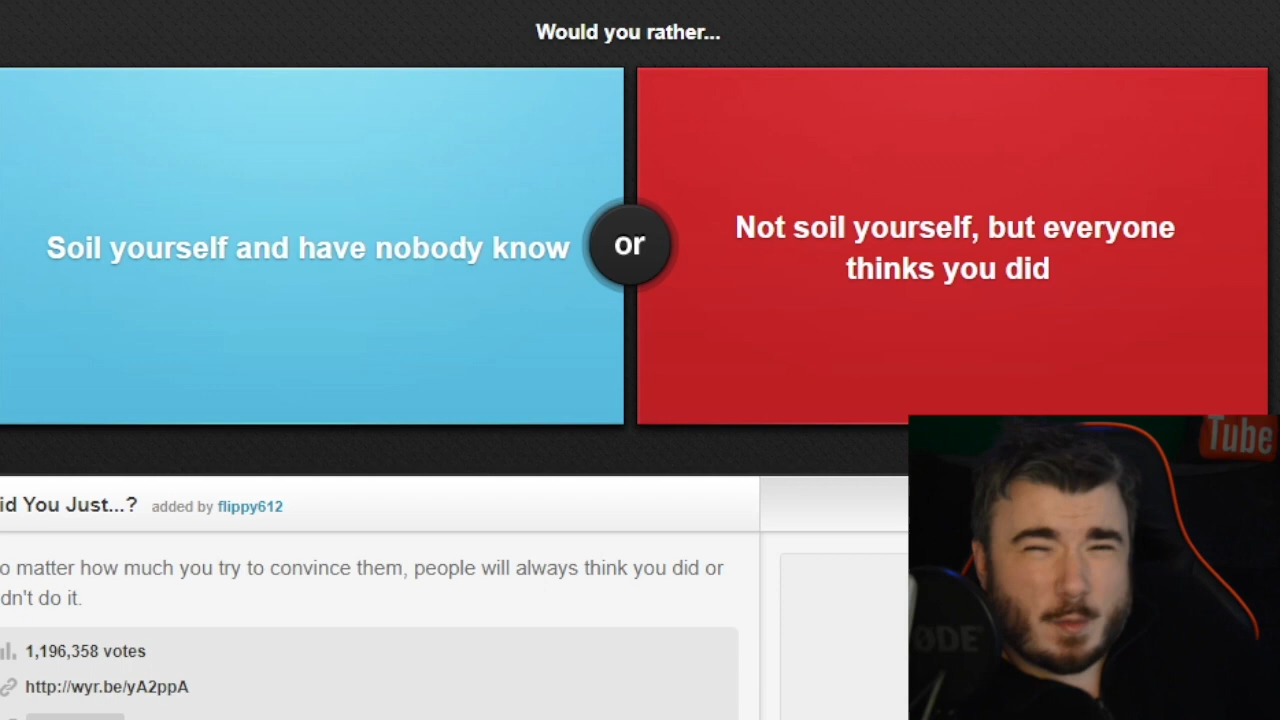 Would you rather...
Soil yourself and have nobody know
or
Not soil yourself, but everyone
thinks you did
Tube
id You Just...? added by flippy612
o matter how much you try to convince them, people will always think you did or
dn't do it.
1,196,358 votes
http://wyr.be/yA2ppA
ØDE